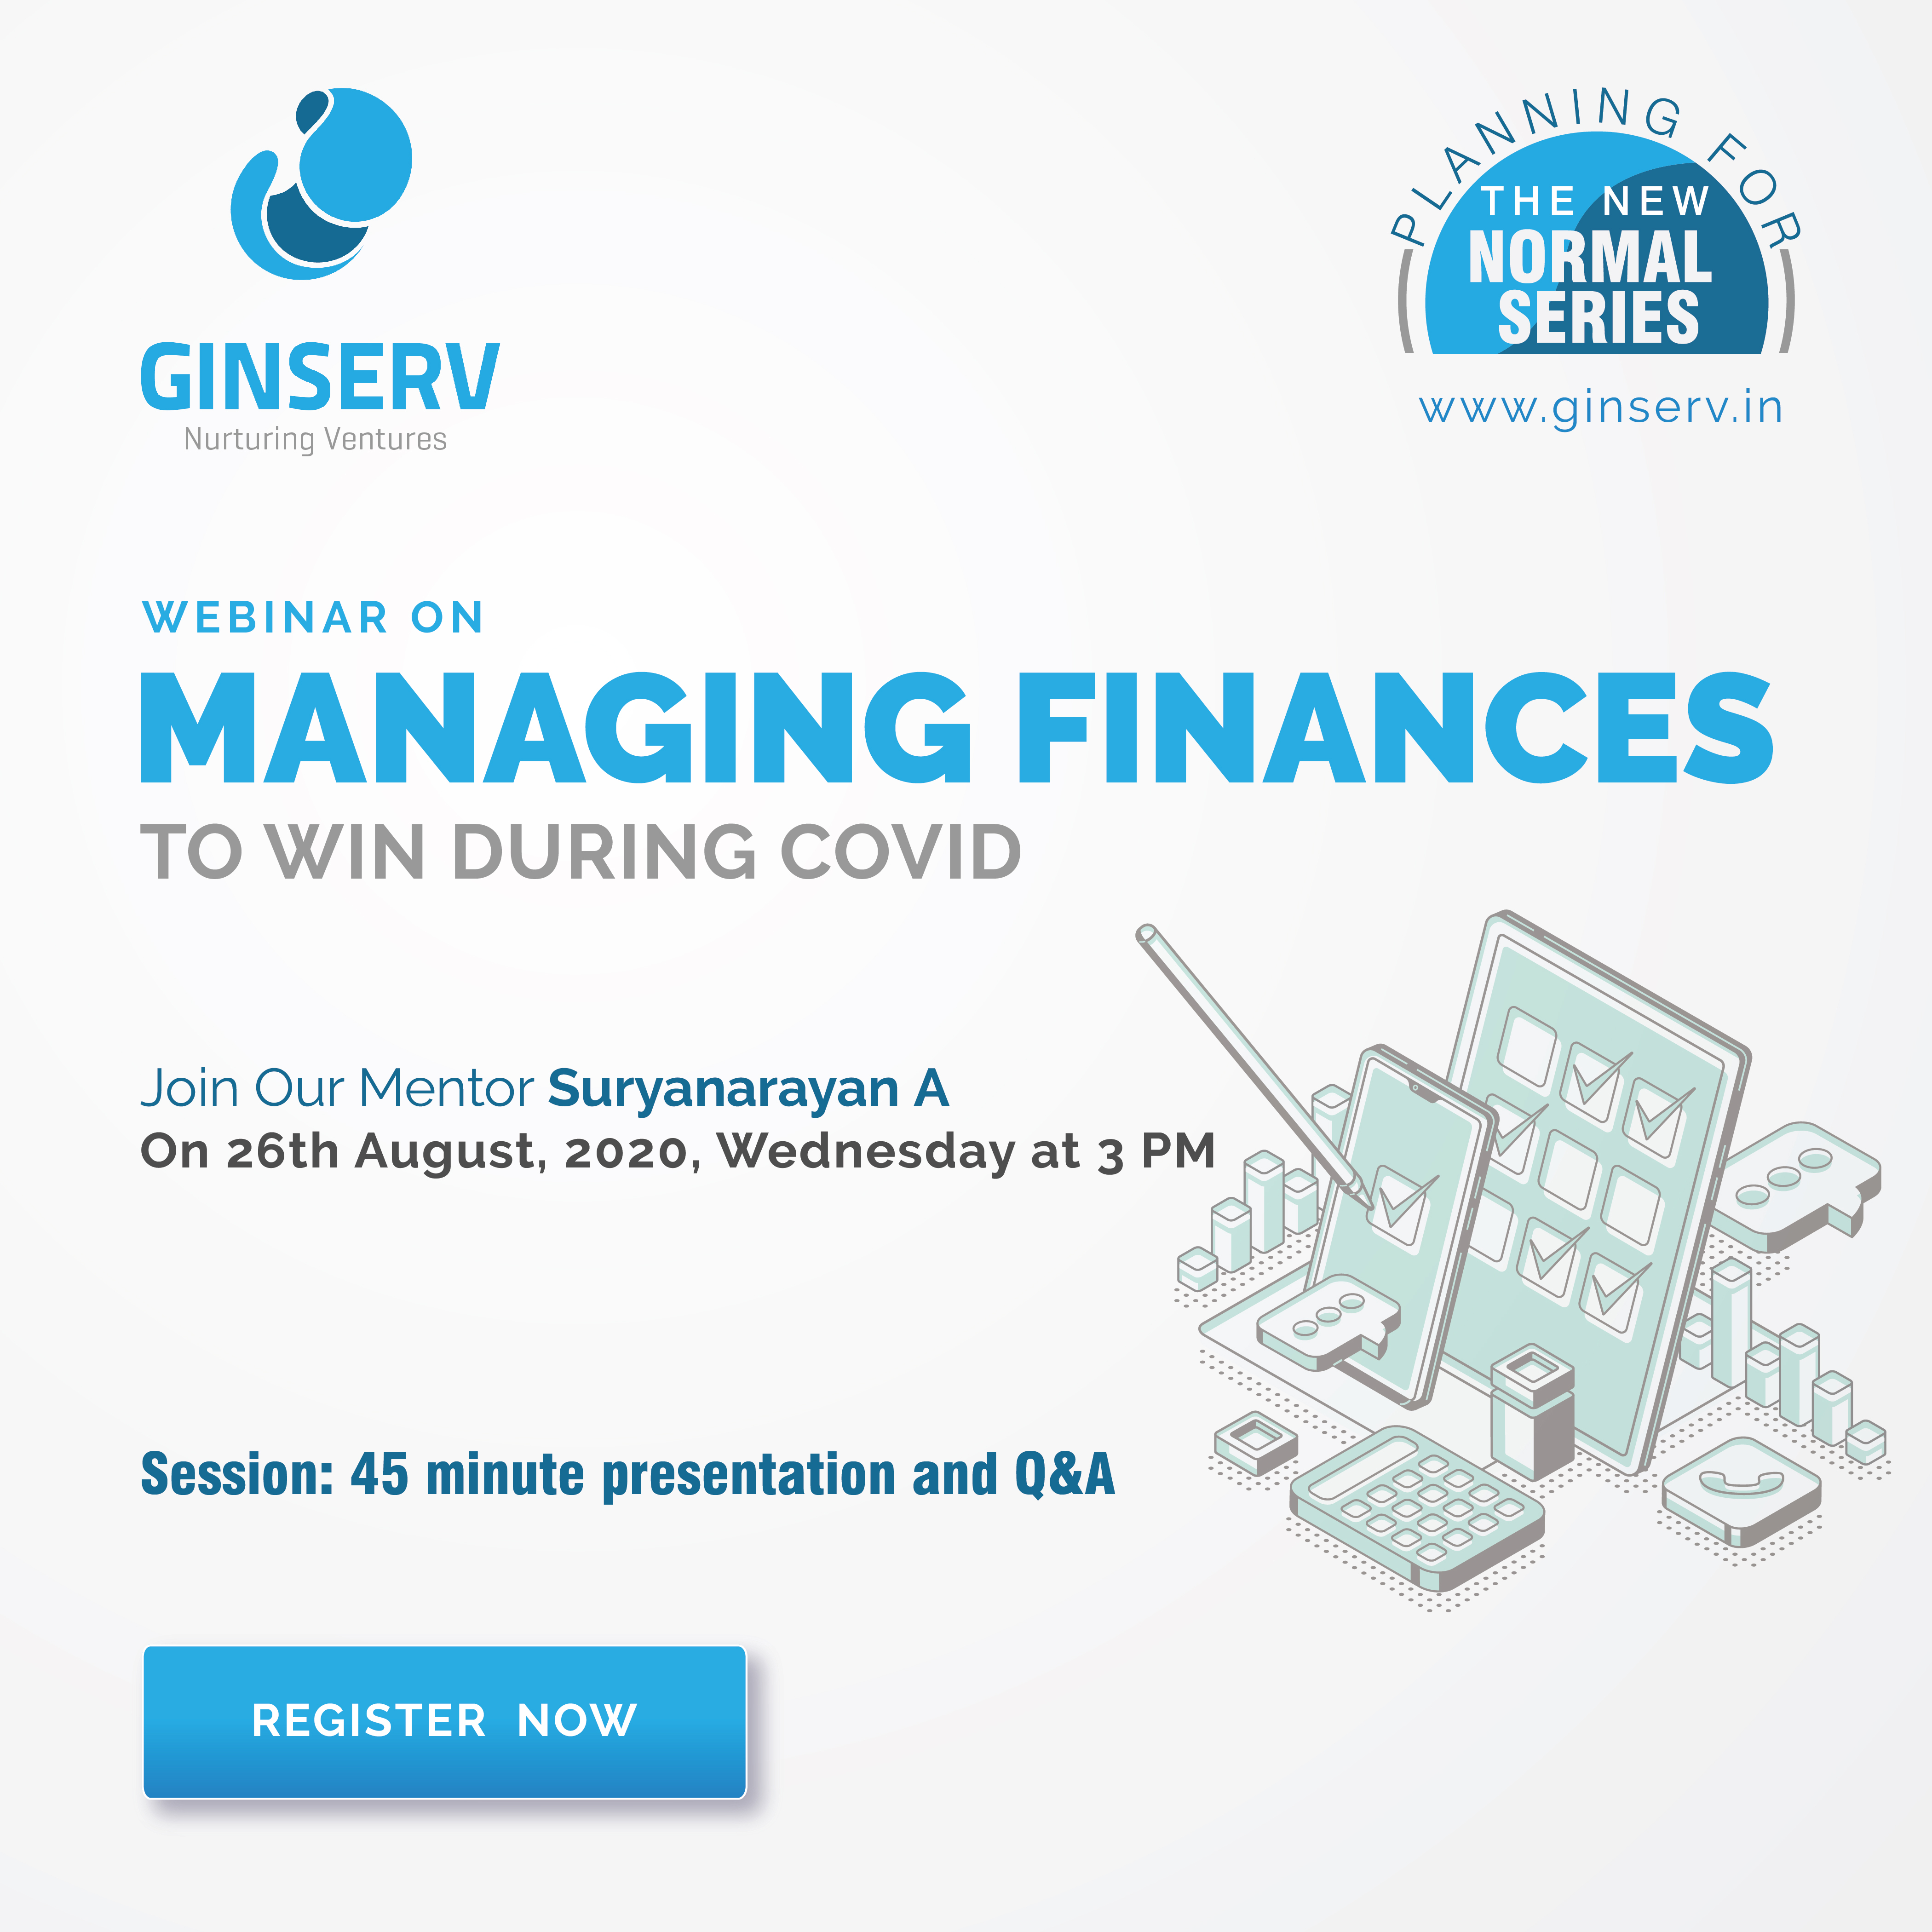 GINSERV
Nurturing Ventures
PLANNING FOR
THE NEW
NORMAL
SERIES
www.ginserv.in
WEBINAR ON
MANAGING FINANCES
TO WIN DURING COVID
Join Our Mentor Suryanarayan A
On 26th August, 2020, Wednesday at 3 PM
Session: 45 minute presentation and Q&A
REGISTER NOW